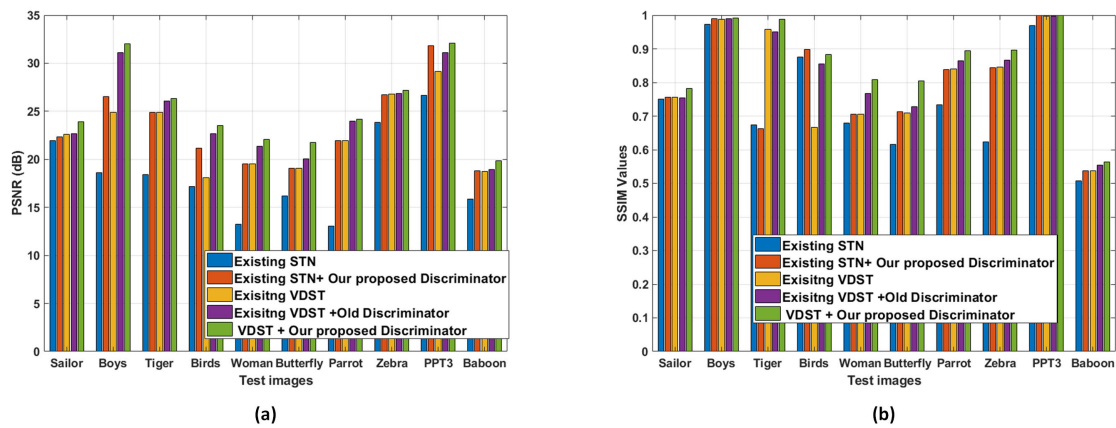 35
30
25
20
15
10
5
0
PSNR (dB)
Existing STN
Existing STN+ Our proposed Discriminator
Exisitng VDST
Exisitng VDST +Old Discriminator
VDST + Our proposed Discriminator
Sailor Boys Tiger Birds Woman Butterfly Parrot Zebra PPT3 Baboon
Test images
(a)
1
0.9
0.8
0.7
0.6
0.5
0.4
0.3
0.2
0.1
0
SSIM Values
Existing STN
Existing STN+ Our proposed Discriminator
Exisitng VDST
Exisitng VDST +Old Discriminator
VDST + Our proposed Discriminator
Sailor Boys Tiger Birds Woman Butterfly Parrot Zebra PPT3 Baboon
Test images
(b)